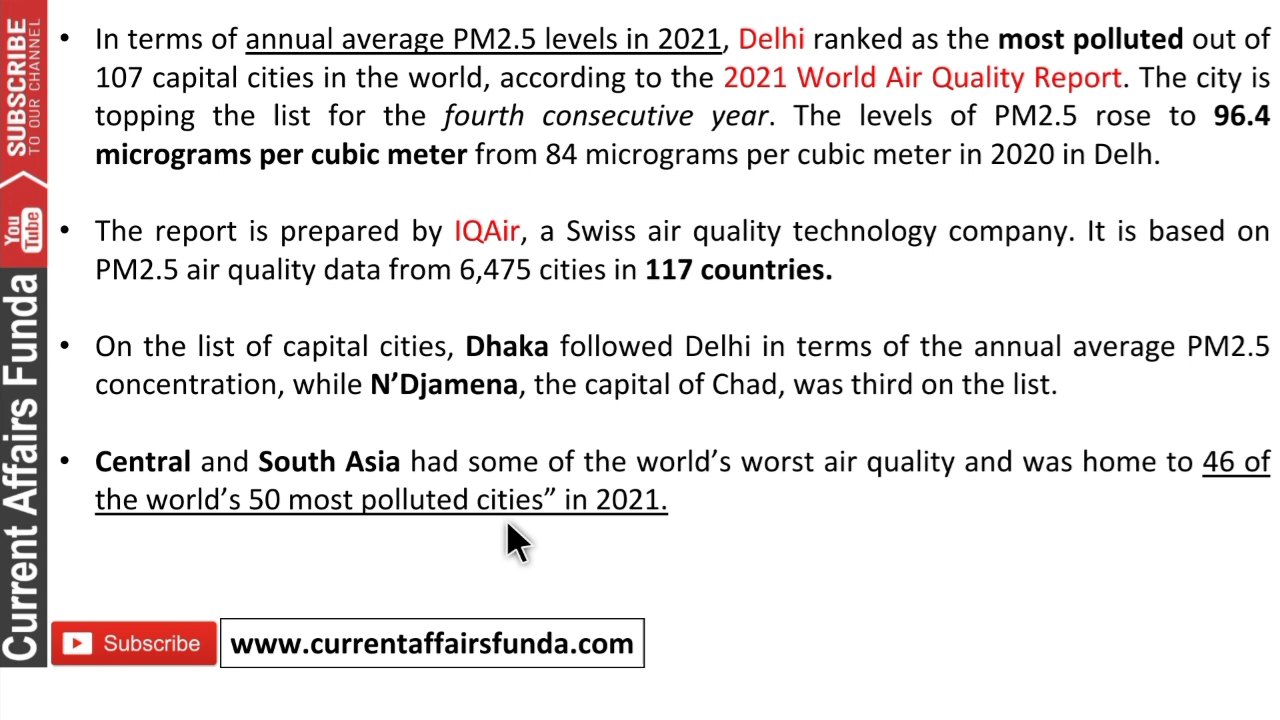 SUBSCRIBE
TO OUR CHANNEL
You
Tube
Current Affairs Funda
• In terms of annual average PM2.5 levels in 2021, Delhi ranked as the most polluted out of
107 capital cities in the world, according to the 2021 World Air Quality Report. The city is
topping the list for the fourth consecutive year. The levels of PM2.5 rose to 96.4
micrograms per cubic meter from 84 micrograms per cubic meter in 2020 in Delh.
• The report is prepared by IQAir, a Swiss air quality technology company. It is based on
PM2.5 air quality data from 6,475 cities in 117 countries.
• On the list of capital cities, Dhaka followed Delhi in terms of the annual average PM2.5
concentration, while N’Djamena, the capital of Chad, was third on the list.
• Central and South Asia had some of the world’s worst air quality and was home to 46 of
the world’s 50 most polluted cities” in 2021.
Subscribe
www.currentaffairsfunda.com